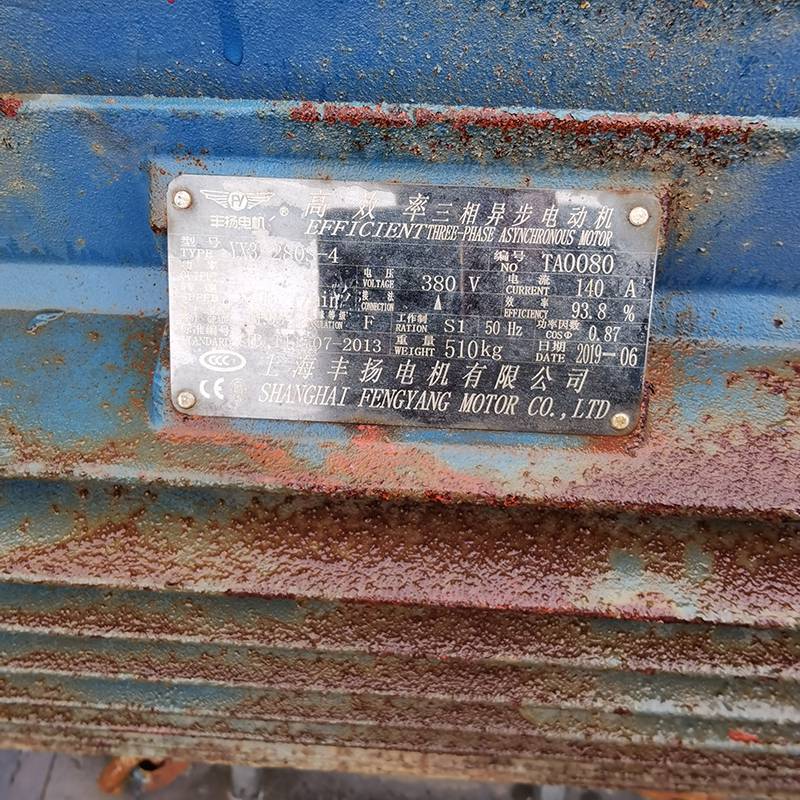 丰扬电机 ®
高效率三相异步电动机
EFFICIENT THREE-PHASE ASYNCHRONOUS MOTOR
型号 TYPE 280S-4 编号 NO TA0080
电压 VOLTAGE 380 V 电流 CURRENT 140 A
SPEED 接法 CONNECTION △ 效率 EFFICIENCY 93.8 %
F 工作制 RATION S1 50 Hz 功率因数 COSΦ 0.87
07-2013 重量 WEIGHT 510kg 日期 DATE 2019-06
CCC 上海丰扬电机有限公司
CE SHANGHAI FENGYANG MOTOR CO.,LTD